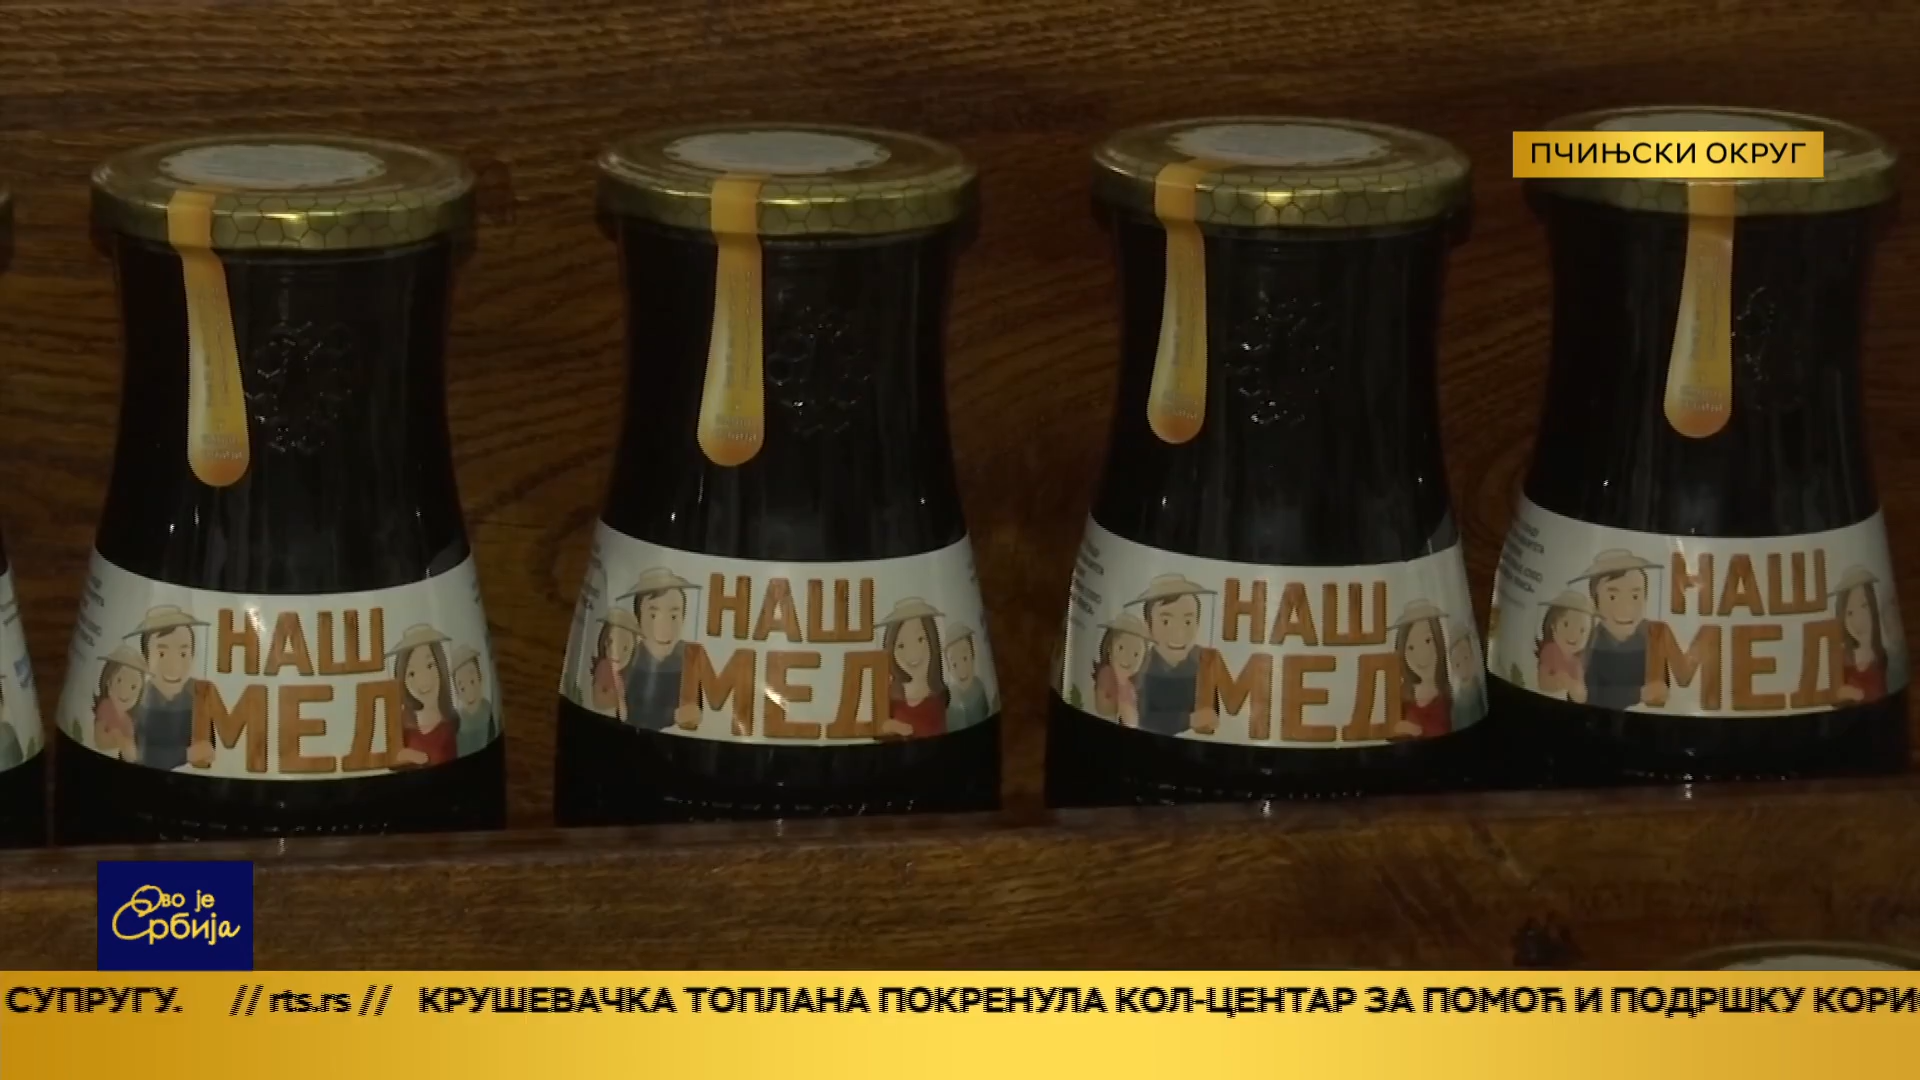 ПЧИЊСКИ ОКРУГ
НАШ
МЕД
НАШ
МЕД
НАШ
МЕД
НАШ
МЕД
Ово је
Србија
СУПРУГУ. // rts.rs // КРУШЕВАЧКА ТОПЛАНА ПОКРЕНУЛА КОЛ-ЦЕНТАР ЗА ПОМОЋ И ПОДРШКУ КОРИ